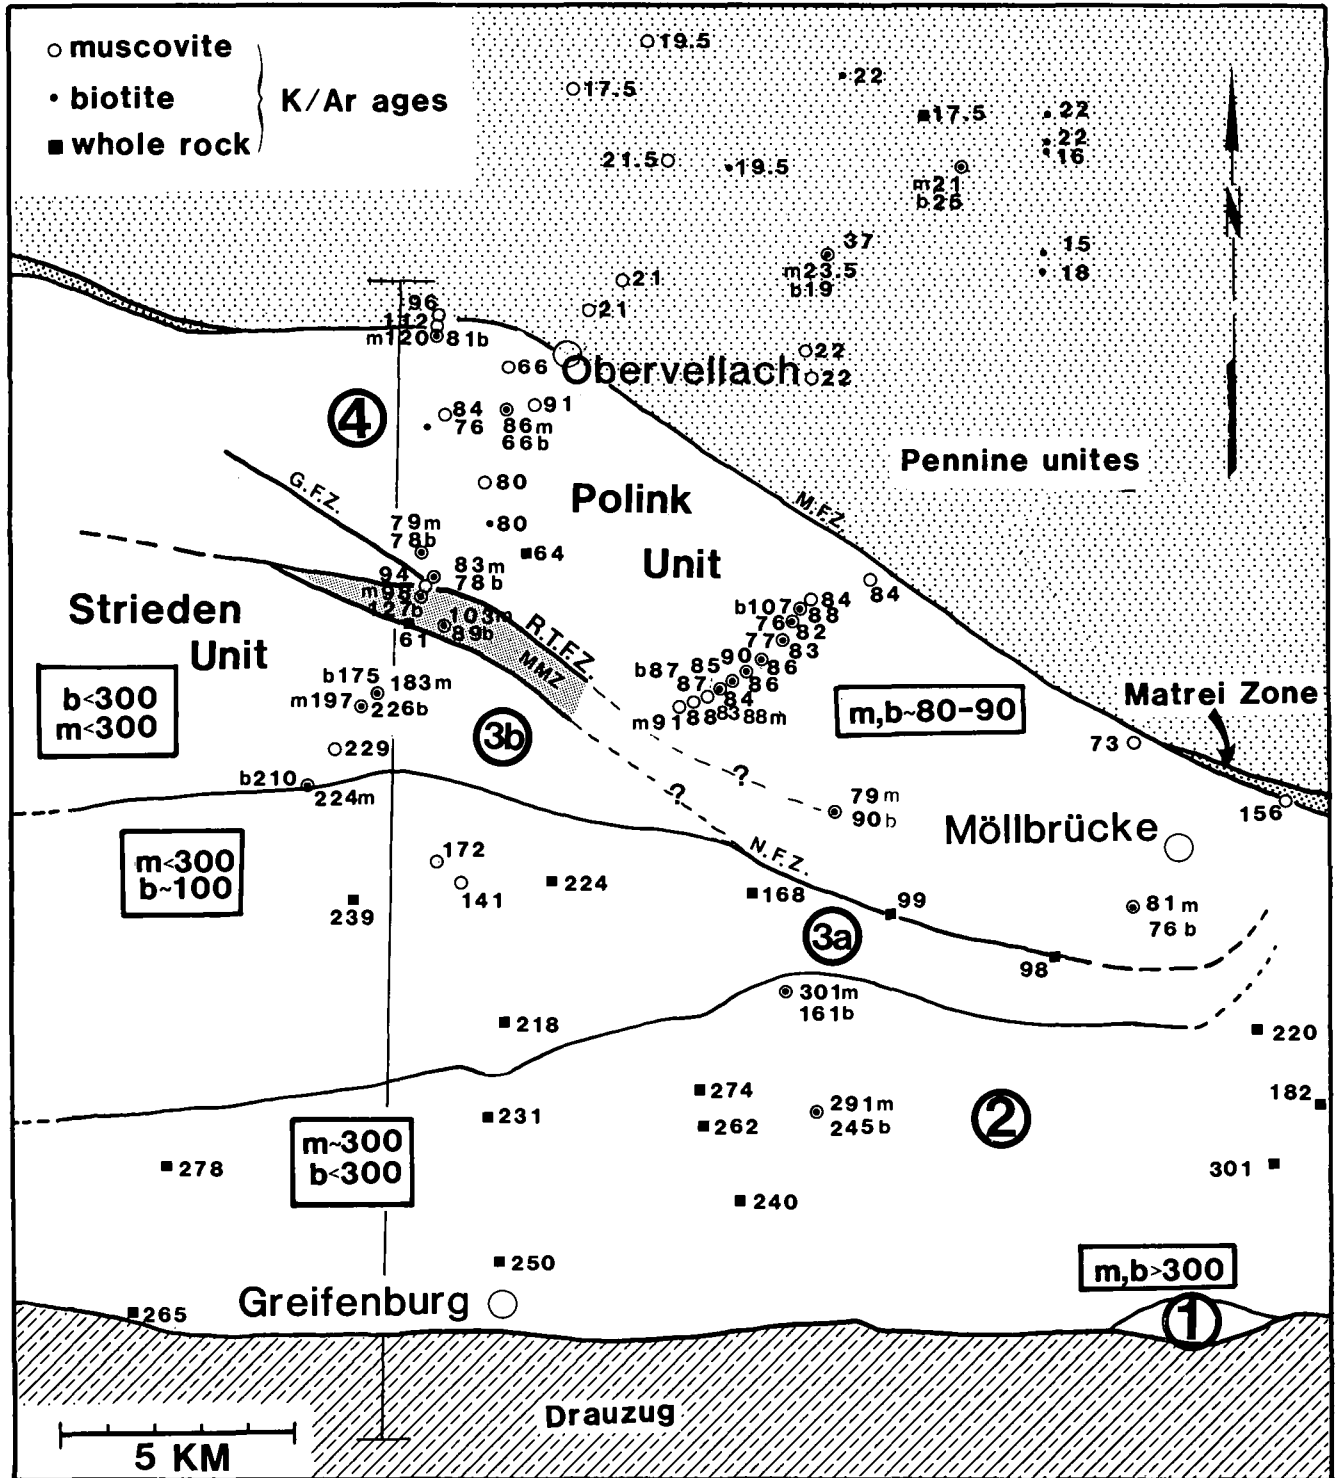 muscovite
biotite
whole rock
K/Ar ages
19.5
17.5
22
17.5
22
22
16
21.5
19.5
m21
b25
37
m23.5
b19
15
18
21
21
22
22
96
112
m120
81b
66
Obervellach
4
84
76
91
86m
66b
Pennine unites
G.F.Z.
80
Polink
Unit
M.F.Z.
79m
78b
80
64
83m
78b
94
m98
127b
61
103m
89b
R.T.F.Z.
MMZ
84
b107
84
88
76
82
77
83
90
86
b87
85
86
87
84
m91
88
83
88m
Strieden
Unit
b<300
m<300
b175
183m
m197
226b
229
b210
224m
3b
m,b~80-90
Matrei Zone
73
156
?
?
79m
90b
Möllbrücke
N.F.Z.
m<300
b~100
172
141
224
239
168
99
3a
98
81m
76b
301m
161b
218
220
274
262
291m
245b
2
182
231
m~300
b<300
278
301
240
250
m,b>300
1
Greifenburg
265
Drauzug
5 KM